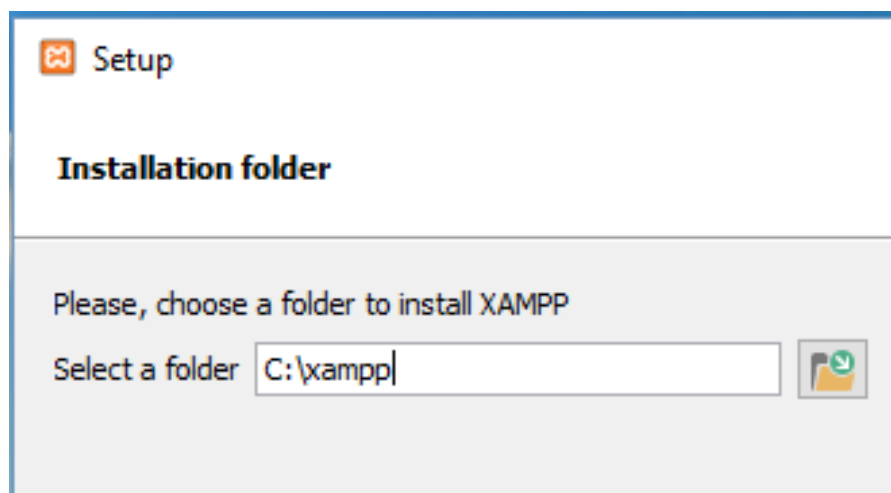 Setup
Installation folder
Please, choose a folder to install XAMPP
Select a folder C:\xampp